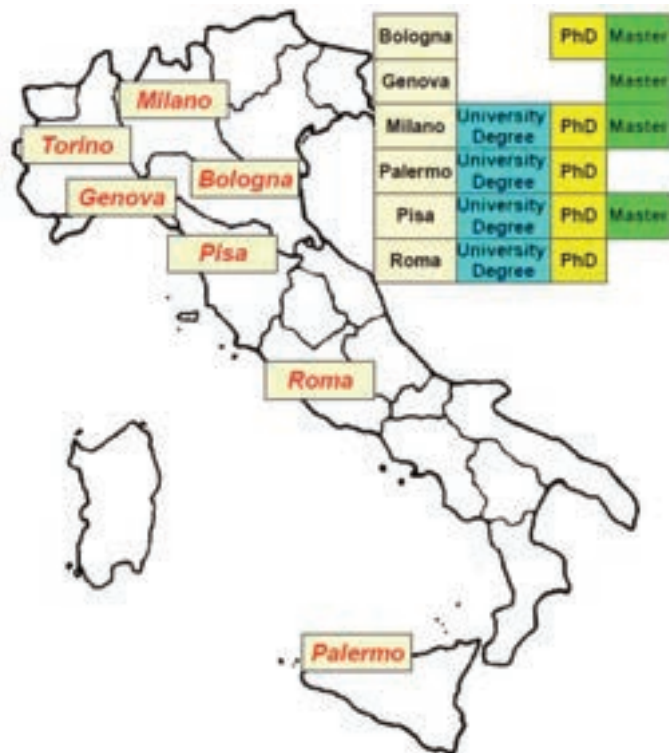 Bologna PhD Master
Genova Master
Milano University Degree PhD Master
Palermo University Degree PhD
Pisa University Degree PhD Master
Roma University Degree PhD
Milano
Torino
Bologna
Genova
Pisa
Roma
Palermo